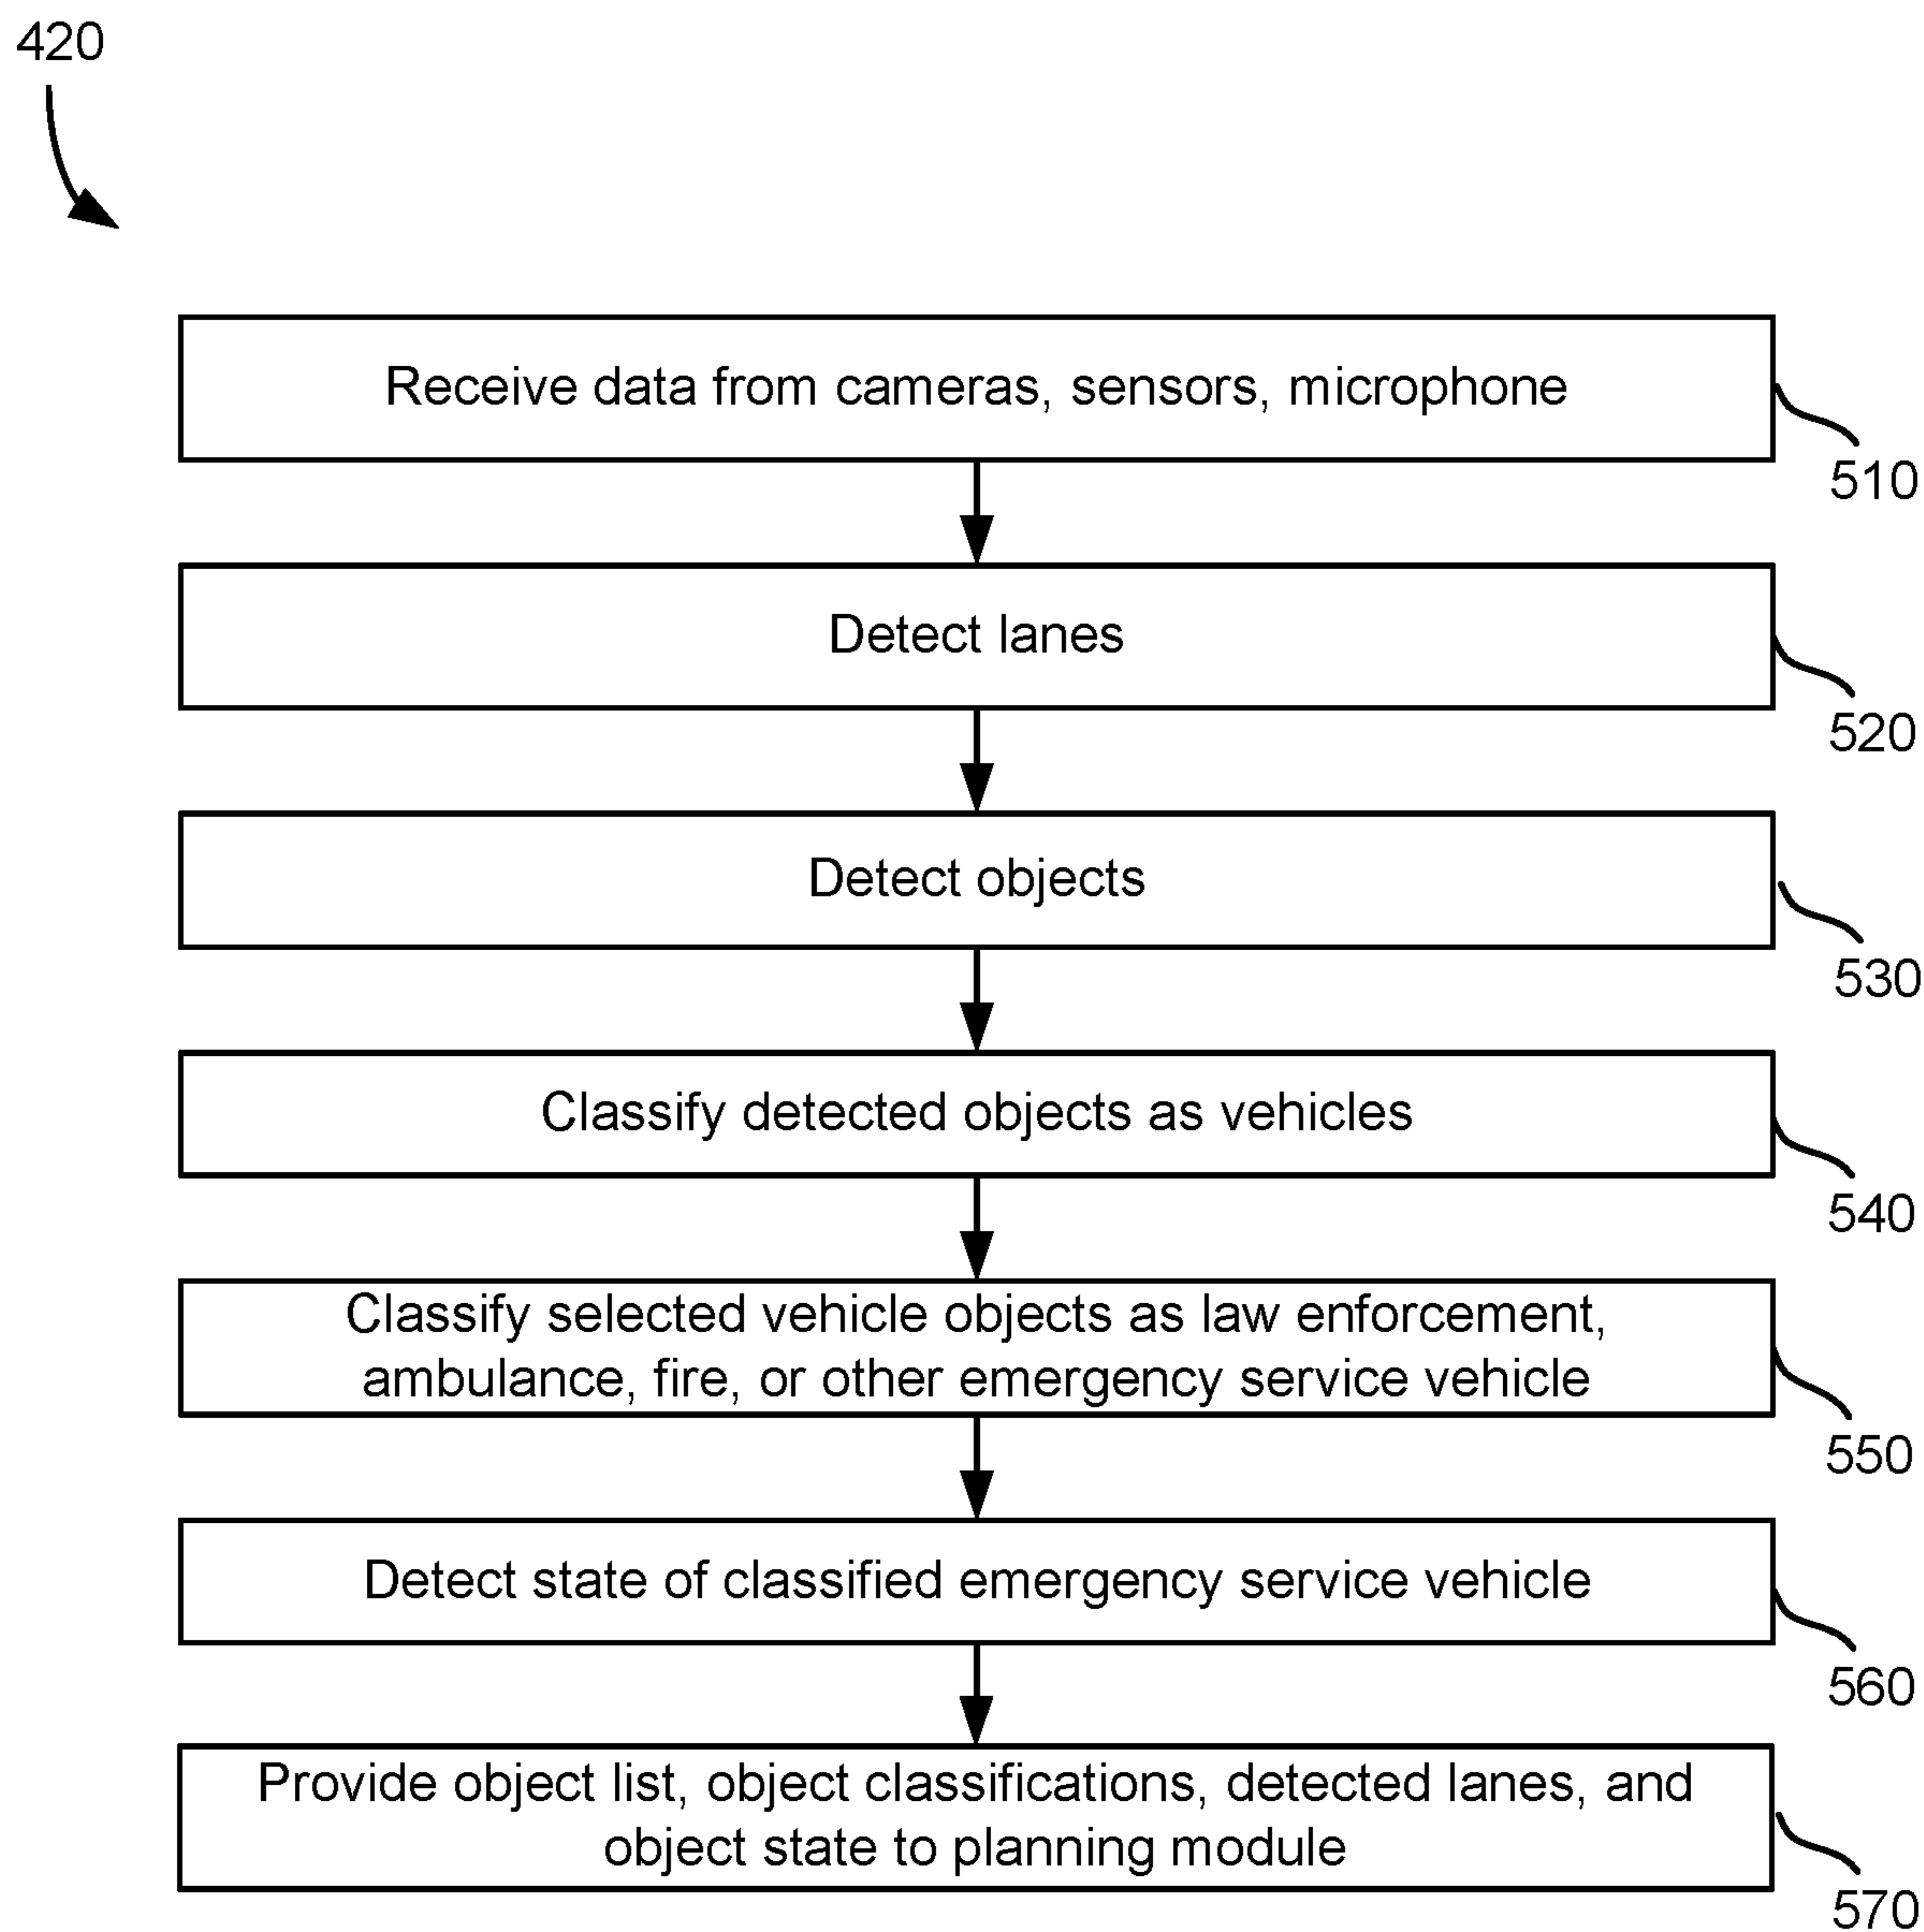 420
Receive data from cameras, sensors, microphone
510
Detect lanes
520
Detect objects
530
Classify detected objects as vehicles
540
Classify selected vehicle objects as law enforcement,
ambulance, fire, or other emergency service vehicle
550
Detect state of classified emergency service vehicle
560
Provide object list, object classifications, detected lanes, and
object state to planning module
570